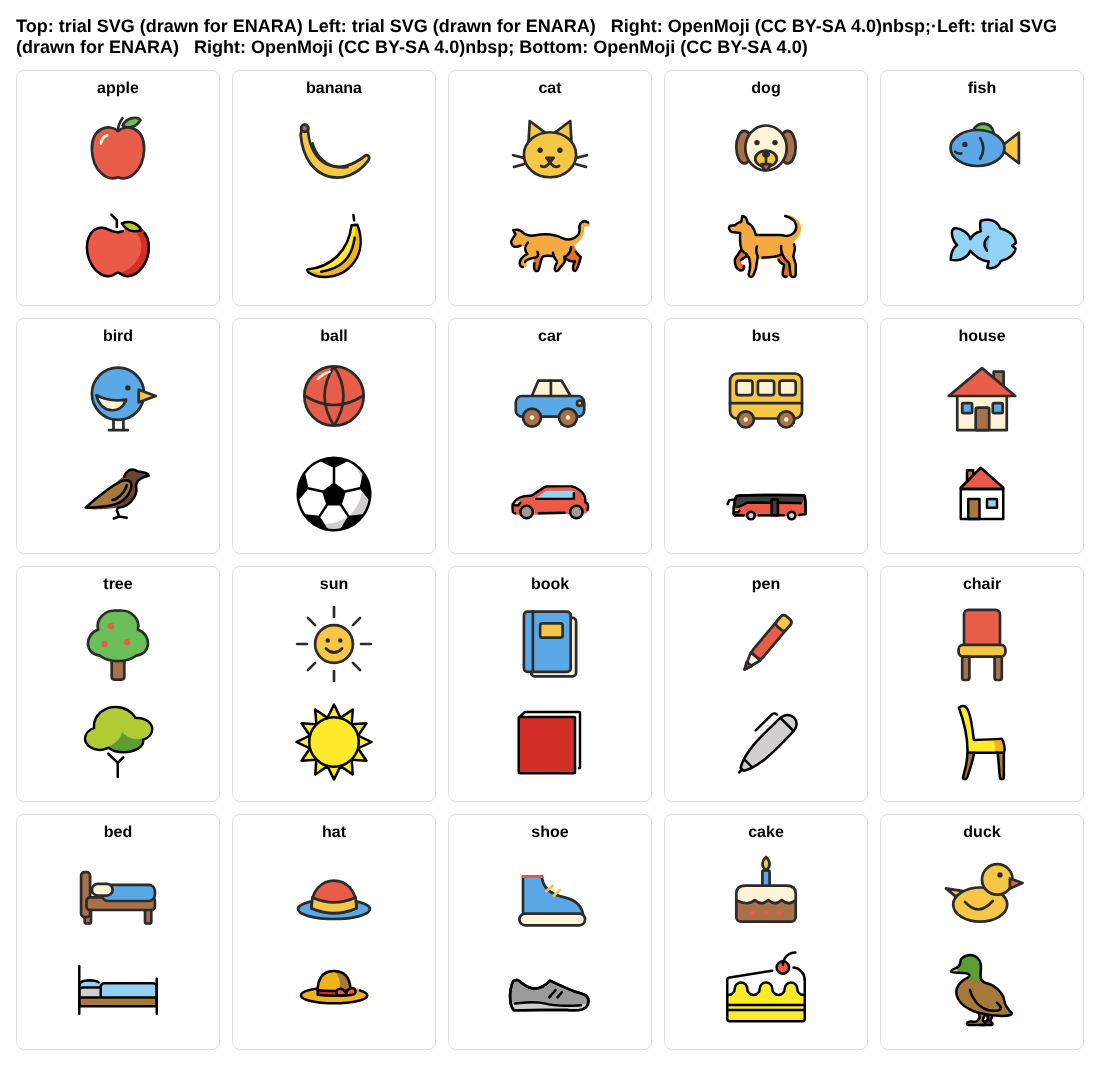 Top: trial SVG (drawn for ENARA) Left: trial SVG (drawn for ENARA)   Right: OpenMoji (CC BY-SA 4.0)nbsp;·Left: trial SVG
(drawn for ENARA)   Right: OpenMoji (CC BY-SA 4.0)nbsp; Bottom: OpenMoji (CC BY-SA 4.0)
apple
banana
cat
dog
fish
bird
ball
car
bus
house
tree
sun
book
pen
chair
bed
hat
shoe
cake
duck